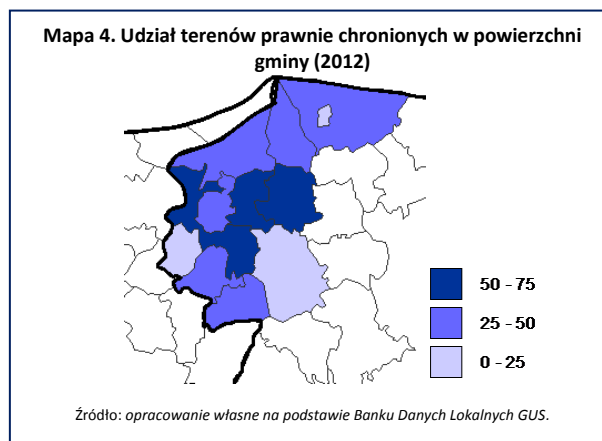 Mapa 4. Udział terenów prawnie chronionych w powierzchni
gminy (2012)
50 - 75
25 - 50
0 - 25
Źródło: opracowanie własne na podstawie Banku Danych Lokalnych GUS.